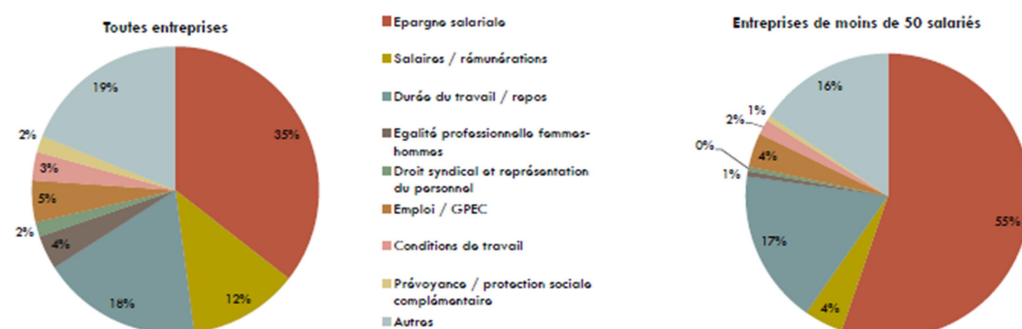 Toutes entreprises
19%
35%
2%
3%
5%
2%
4%
18%
12%
Epargne salariale
Salaires / rémunérations
Durée du travail / repos
Egalité professionnelle femmes-
hommes
Droit syndical et représentation
du personnel
Emploi / GPEC
Conditions de travail
Prévoyance / protection sociale
complémentaire
Autres
Entreprises de moins de 50 salariés
16%
1%
2%
4%
0%
1%
17%
4%
55%